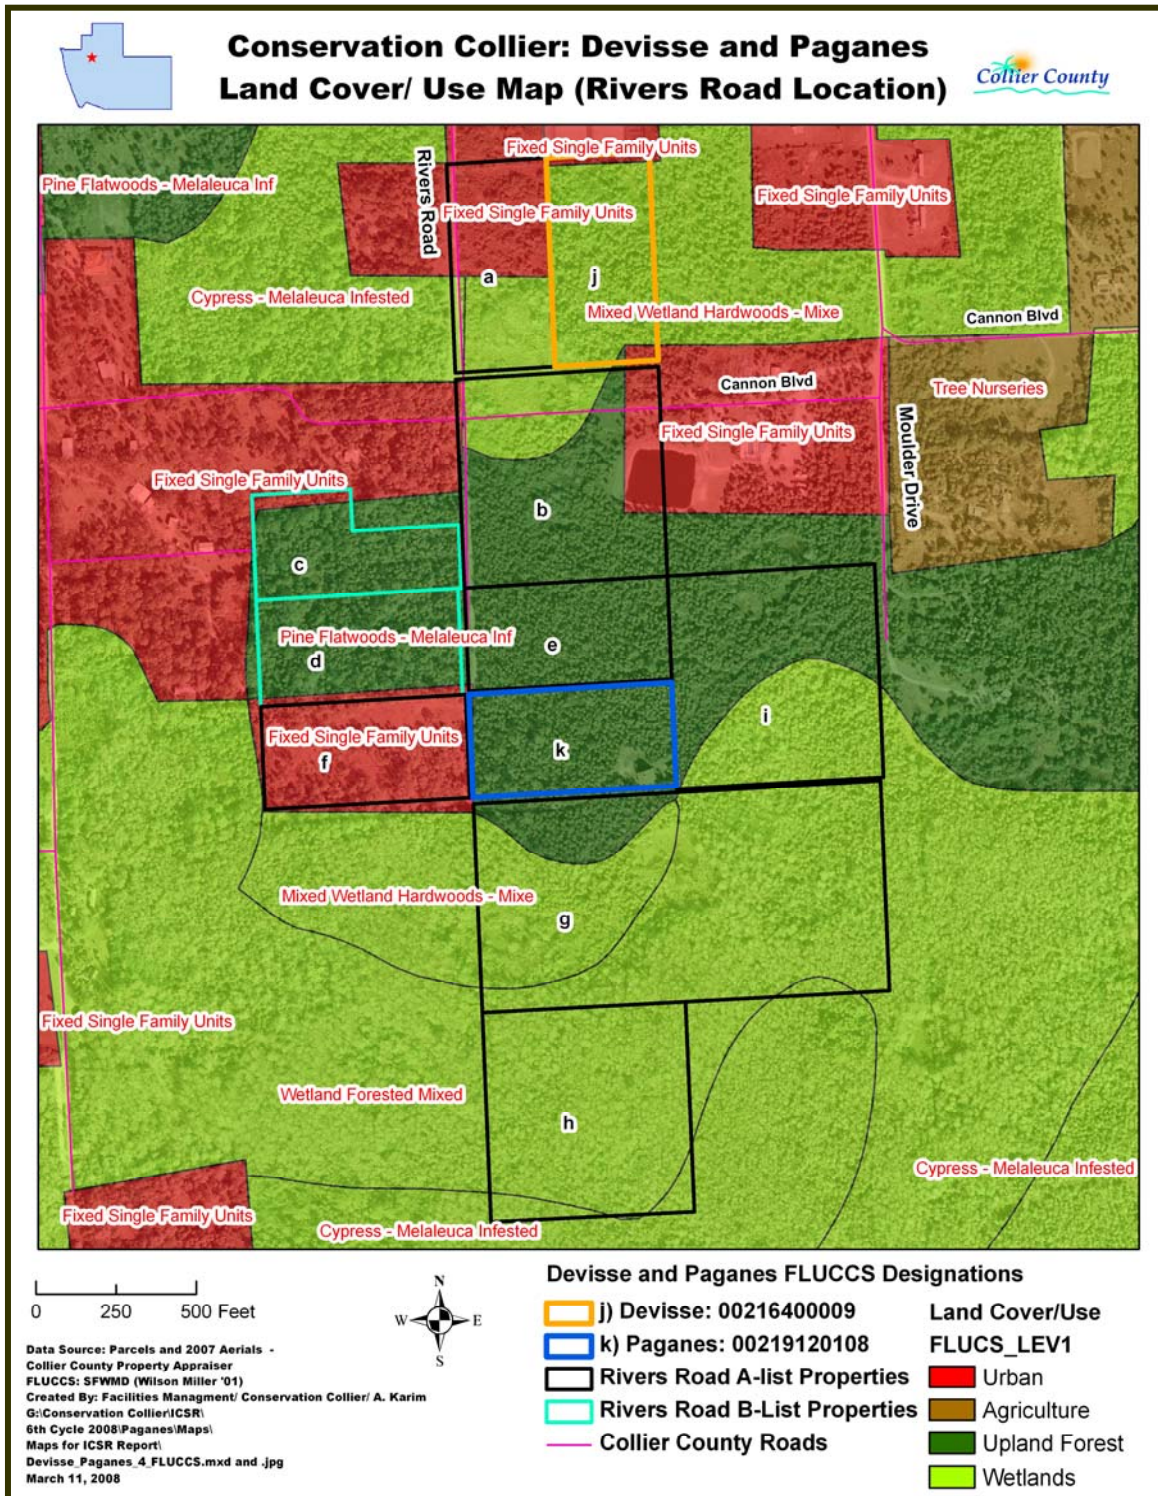 Conservation Collier: Devisse and Paganes
Land Cover/ Use Map (Rivers Road Location)
Collier County
Fixed Single Family Units
Pine Flatwoods - Melaleuca Inf
Rivers Road
Fixed Single Family Units
Fixed Single Family Units
a
j
Cypress - Melaleuca Infested
Mixed Wetland Hardwoods - Mixe
Cannon Blvd
Cannon Blvd
Tree Nurseries
Moulder Drive
Fixed Single Family Units
Fixed Single Family Units
b
c
Pine Flatwoods - Melaleuca Inf
d
e
i
Fixed Single Family Units
f
k
Mixed Wetland Hardwoods - Mixe
g
Fixed Single Family Units
Wetland Forested Mixed
h
Cypress - Melaleuca Infested
Fixed Single Family Units
Cypress - Melaleuca Infested
0 250 500 Feet
N
W E
S
Data Source: Parcels and 2007 Aerials -
Collier County Property Appraiser
FLUCCS: SFWMD (Wilson Miller '01)
Created By: Facilities Managment/ Conservation Collier/ A. Karim
G:\Conservation Collier\ICSR\
6th Cycle 2008\Paganes\Maps\
Maps for ICSR Report\
Devisse_Paganes_4_FLUCCS.mxd and .jpg
March 11, 2008
Devisse and Paganes FLUCCS Designations
j) Devisse: 00216400009
k) Paganes: 00219120108
Rivers Road A-list Properties
Rivers Road B-List Properties
Collier County Roads
Land Cover/Use
FLUCS_LEV1
Urban
Agriculture
Upland Forest
Wetlands